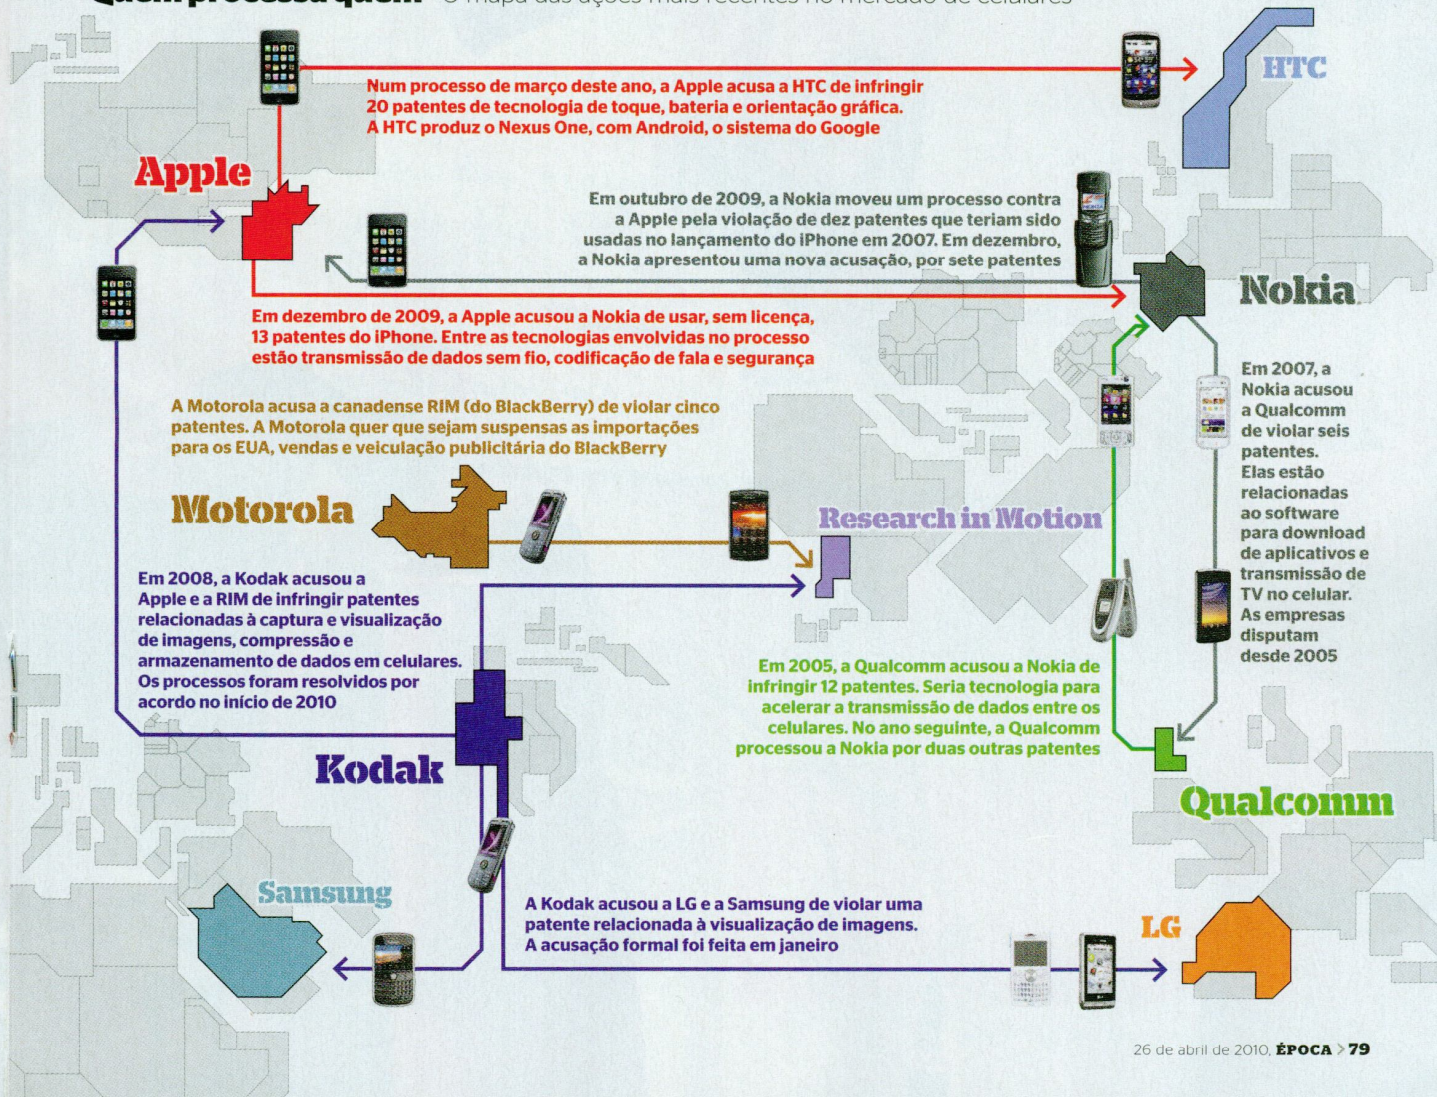 Quem processa quem O mapa das ações mais recentes no mercado de celulares
HTC
Num processo de março deste ano, a Apple acusa a HTC de infringir
20 patentes de tecnologia de toque, bateria e orientação gráfica.
A HTC produz o Nexus One, com Android, o sistema do Google
Apple
Em outubro de 2009, a Nokia moveu um processo contra
a Apple pela violação de dez patentes que teriam sido
usadas no lançamento do iPhone em 2007. Em dezembro,
a Nokia apresentou uma nova acusação, por sete patentes
Nokia
Em dezembro de 2009, a Apple acusou a Nokia de usar, sem licença,
13 patentes do iPhone. Entre as tecnologias envolvidas no processo
estão transmissão de dados sem fio, codificação de fala e segurança
Em 2007, a
Nokia acusou
a Qualcomm
de violar seis
patentes.
Elas estão
relacionadas
ao software
para download
de aplicativos e
transmissão de
TV no celular.
As empresas
disputam
desde 2005
A Motorola acusa a canadense RIM (do BlackBerry) de violar cinco
patentes. A Motorola quer que sejam suspensas as importações
para os EUA, vendas e veiculação publicitária do BlackBerry
Motorola
Research in Motion
Em 2008, a Kodak acusou a
Apple e a RIM de infringir patentes
relacionadas à captura e visualização
de imagens, compressão e
armazenamento de dados em celulares.
Os processos foram resolvidos por
acordo no início de 2010
Em 2005, a Qualcomm acusou a Nokia de
infringir 12 patentes. Seria tecnologia para
acelerar a transmissão de dados entre os
celulares. No ano seguinte, a Qualcomm
processou a Nokia por duas outras patentes
Kodak
Qualcomm
Samsung
A Kodak acusou a LG e a Samsung de violar uma
patente relacionada à visualização de imagens.
A acusação formal foi feita em janeiro
LG
26 de abril de 2010, ÉPOCA > 79